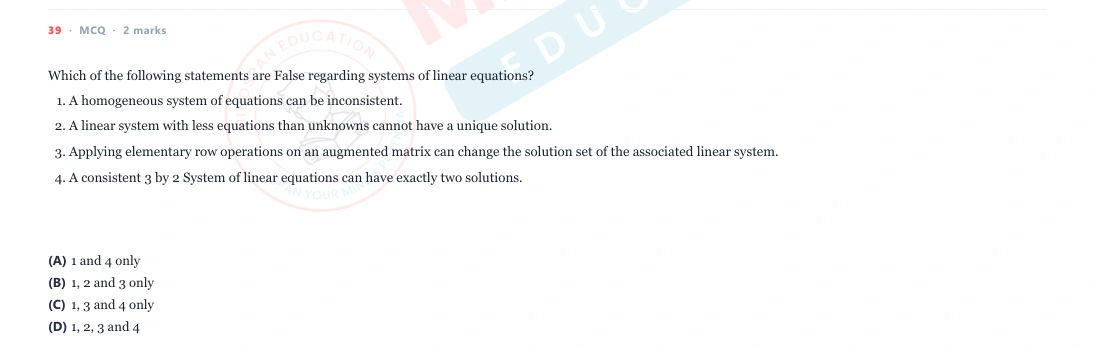 39 · MCQ · 2 marks
Which of the following statements are False regarding systems of linear equations?
1. A homogeneous system of equations can be inconsistent.
2. A linear system with less equations than unknowns cannot have a unique solution.
3. Applying elementary row operations on an augmented matrix can change the solution set of the associated linear system.
4. A consistent 3 by 2 System of linear equations can have exactly two solutions.
(A) 1 and 4 only
(B) 1, 2 and 3 only
(C) 1, 3 and 4 only
(D) 1, 2, 3 and 4